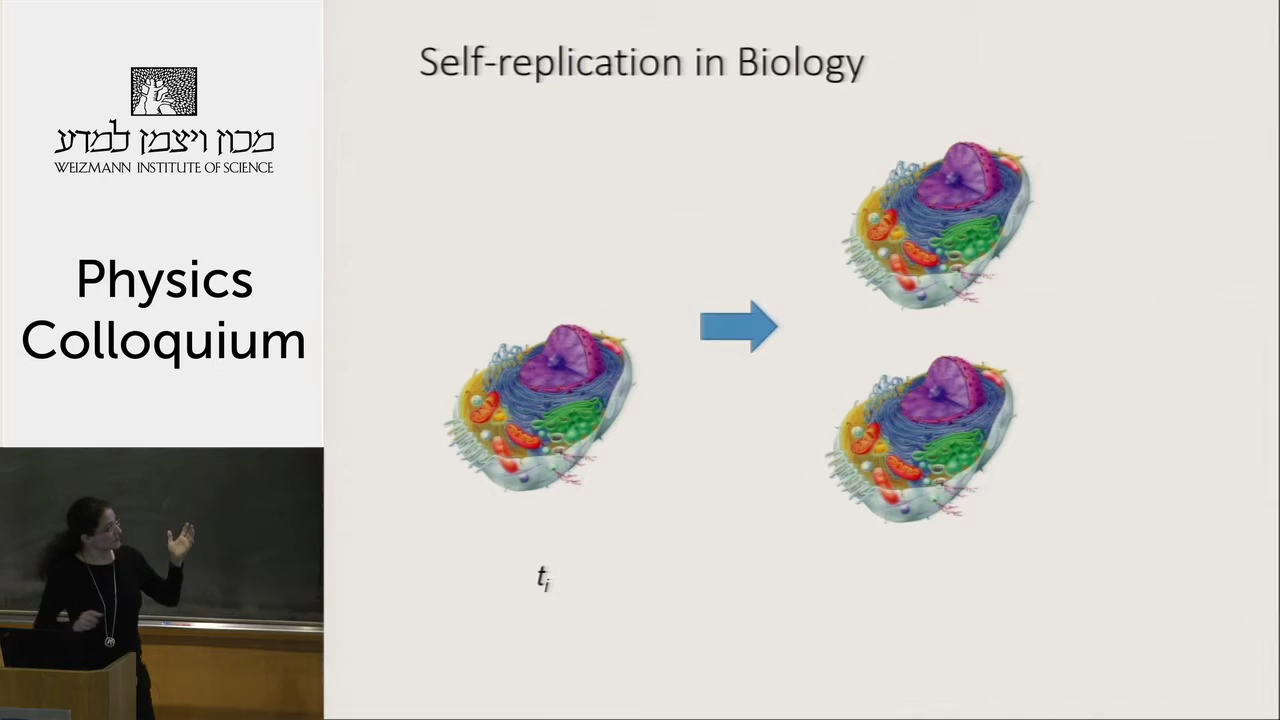 מכון ויצמן למדע
WEIZMANN INSTITUTE OF SCIENCE
Physics
Colloquium
Self-replication in Biology
tᵢ